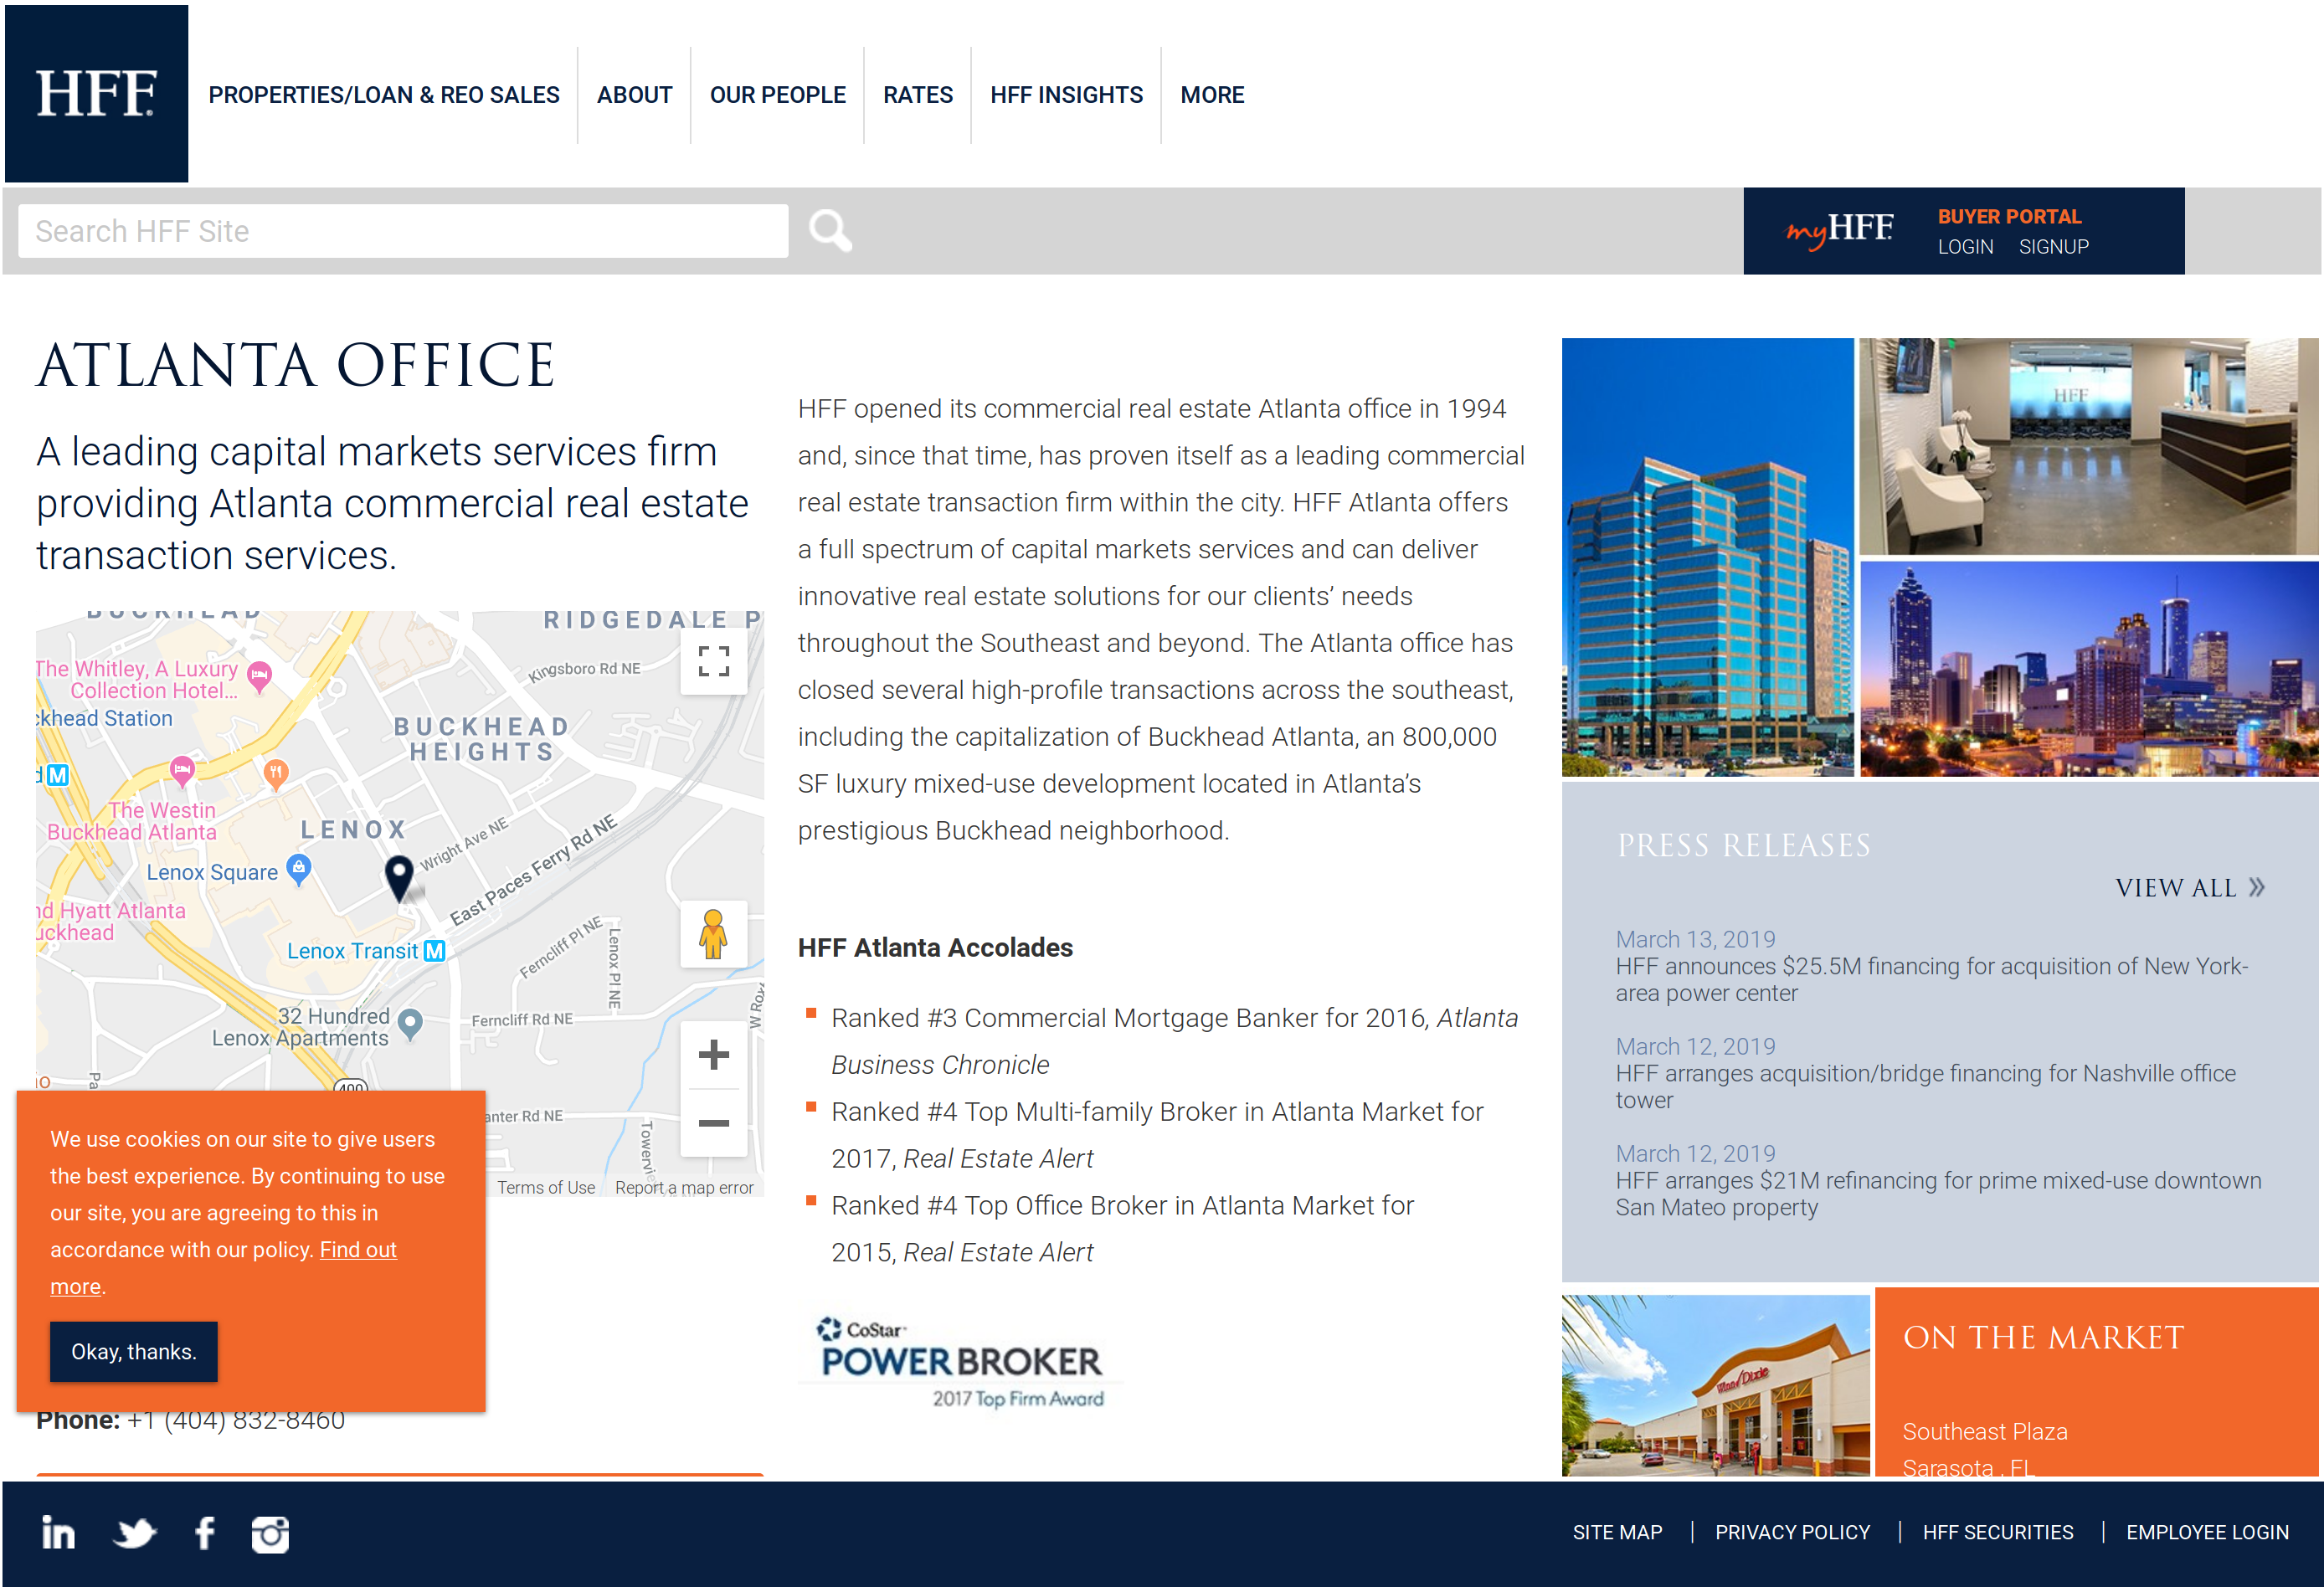 HFF
PROPERTIES/LOAN & REO SALES
ABOUT
OUR PEOPLE
RATES
HFF INSIGHTS
MORE
Search HFF Site
myHFF
BUYER PORTAL
LOGIN SIGNUP
ATLANTA OFFICE
A leading capital markets services firm
providing Atlanta commercial real estate
transaction services.
BUCKHEAD
RIDGEDALE P
The Whitley, A Luxury
Collection Hotel...
Kingsboro Rd NE
ckhead Station
BUCKHEAD
HEIGHTS
d M
The Westin
Buckhead Atlanta
LENOX
Wright Ave NE
East Paces Ferry Rd NE
Lenox Square
nd Hyatt Atlanta
uckhead
Lenox Transit M
Ferncliff Pl NE
Lenox Pl NE
32 Hundred
Lenox Apartments
Ferncliff Rd NE
W Rox
io
Pa
400
anter Rd NE
Towervie
Terms of Use
Report a map error
We use cookies on our site to give users
the best experience. By continuing to use
our site, you are agreeing to this in
accordance with our policy. Find out
more.
Okay, thanks.
Phone: +1 (404) 832-8460
HFF opened its commercial real estate Atlanta office in 1994
and, since that time, has proven itself as a leading commercial
real estate transaction firm within the city. HFF Atlanta offers
a full spectrum of capital markets services and can deliver
innovative real estate solutions for our clients’ needs
throughout the Southeast and beyond. The Atlanta office has
closed several high-profile transactions across the southeast,
including the capitalization of Buckhead Atlanta, an 800,000
SF luxury mixed-use development located in Atlanta’s
prestigious Buckhead neighborhood.
HFF Atlanta Accolades
Ranked #3 Commercial Mortgage Banker for 2016, Atlanta
Business Chronicle
Ranked #4 Top Multi-family Broker in Atlanta Market for
2017, Real Estate Alert
Ranked #4 Top Office Broker in Atlanta Market for
2015, Real Estate Alert
CoStar™
POWERBROKER
2017 Top Firm Award
HFF
PRESS RELEASES
VIEW ALL »
March 13, 2019
HFF announces $25.5M financing for acquisition of New York-
area power center
March 12, 2019
HFF arranges acquisition/bridge financing for Nashville office
tower
March 12, 2019
HFF arranges $21M refinancing for prime mixed-use downtown
San Mateo property
Winn Dixie
ON THE MARKET
Southeast Plaza
Sarasota , FL
in
f
SITE MAP | PRIVACY POLICY | HFF SECURITIES | EMPLOYEE LOGIN